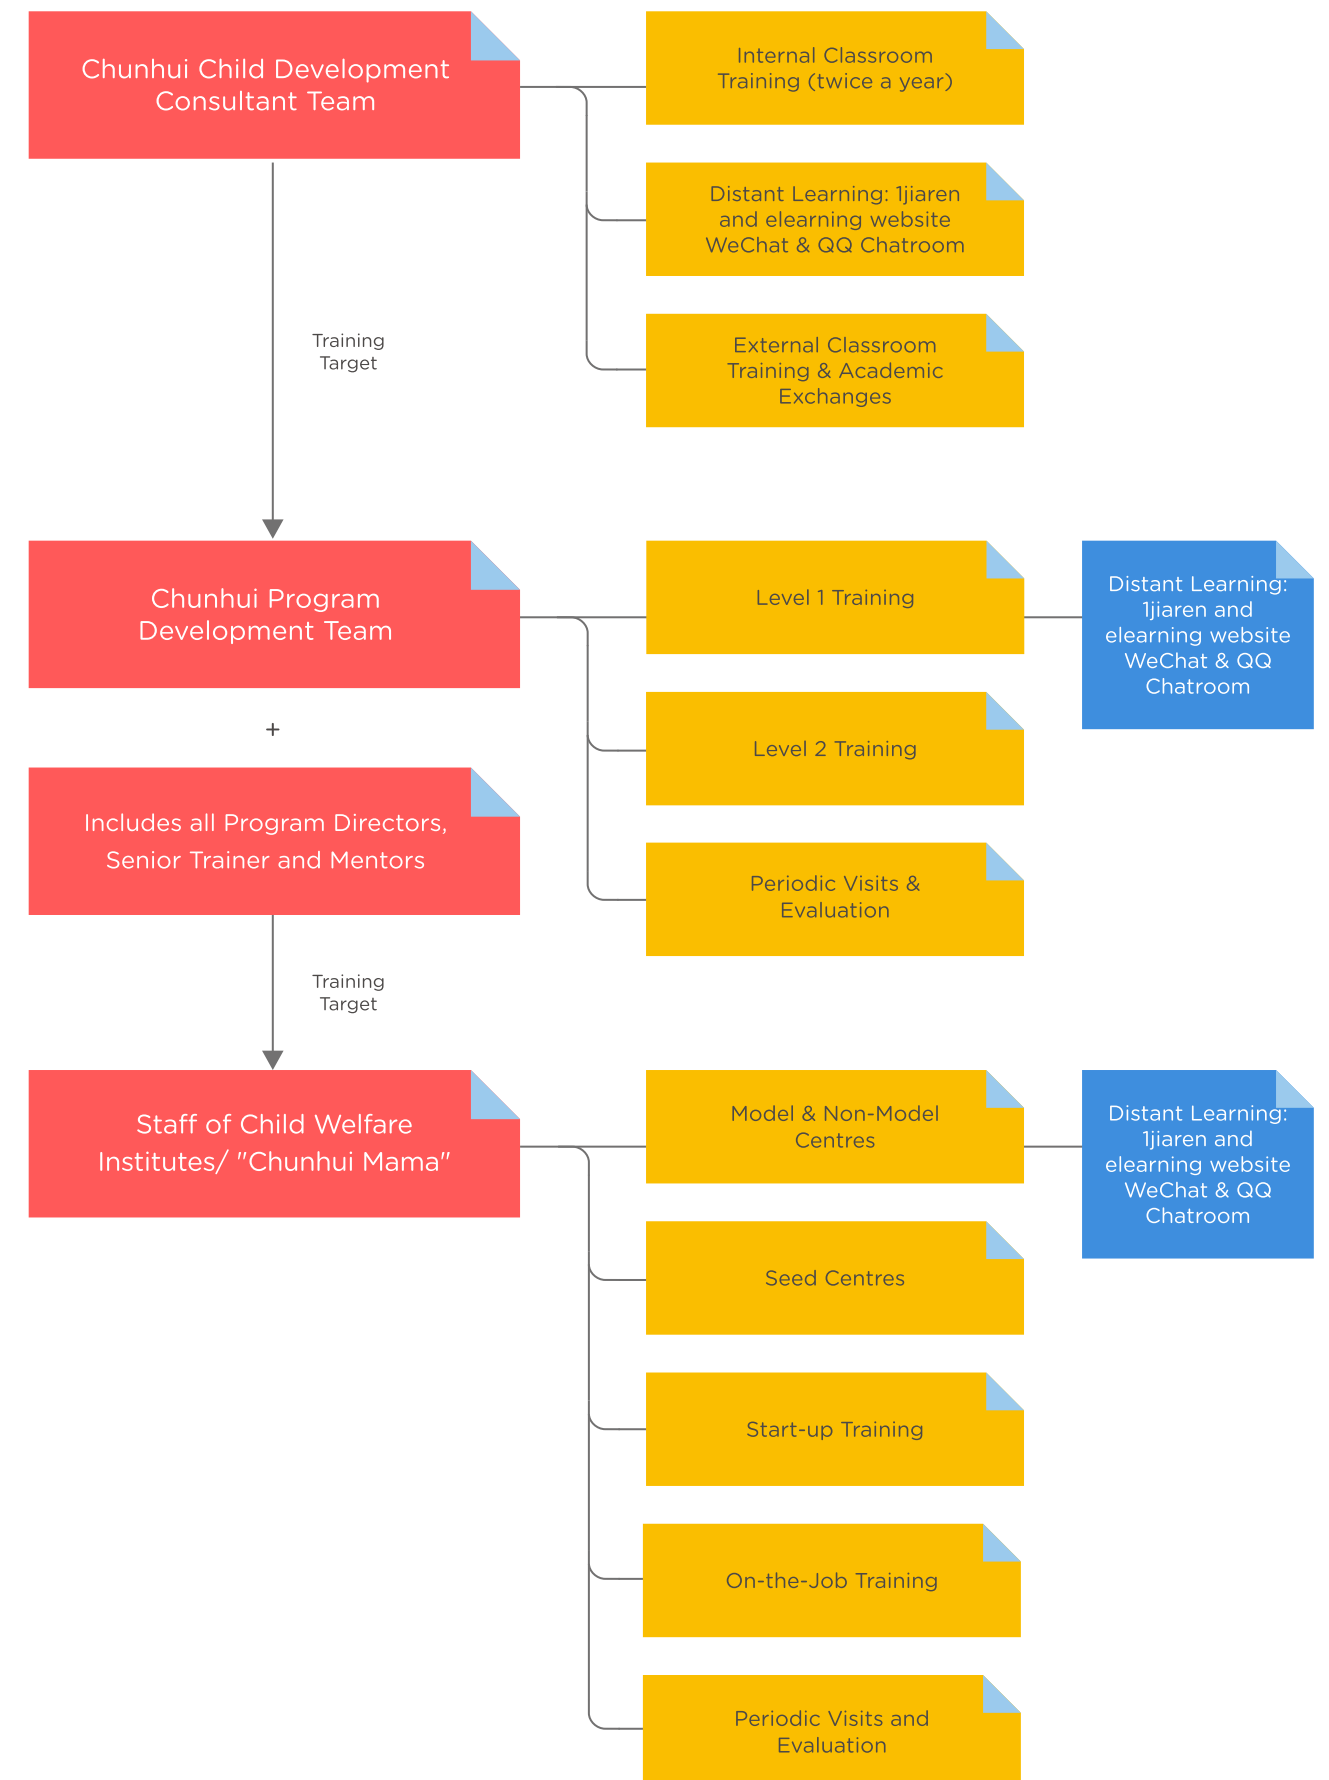 Chunhui Child Development
Consultant Team
Internal Classroom
Training (twice a year)
Distant Learning: 1jiaren
and elearning website
WeChat & QQ Chatroom
External Classroom
Training & Academic
Exchanges
Training
Target
Chunhui Program
Development Team
+
Includes all Program Directors,
Senior Trainer and Mentors
Level 1 Training
Distant Learning:
1jiaren and
elearning website
WeChat & QQ
Chatroom
Level 2 Training
Periodic Visits &
Evaluation
Training
Target
Staff of Child Welfare
Institutes/ "Chunhui Mama"
Model & Non-Model
Centres
Distant Learning:
1jiaren and
elearning website
WeChat & QQ
Chatroom
Seed Centres
Start-up Training
On-the-Job Training
Periodic Visits and
Evaluation